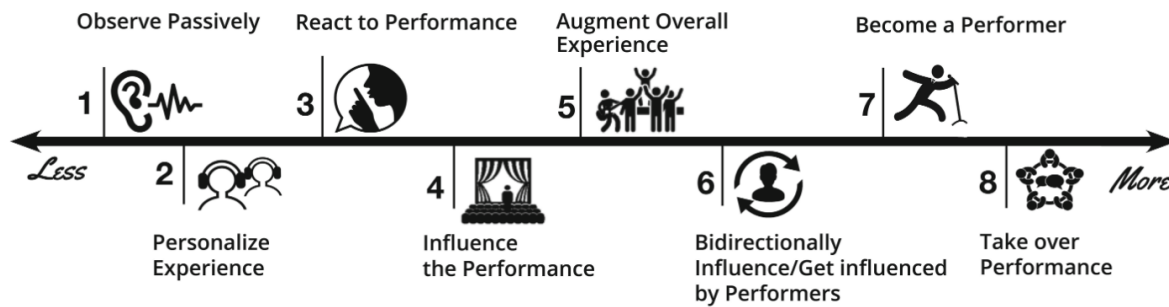 Observe Passively
React to Performance
Augment Overall
Experience
Become a Performer
1
3
5
7
Less
More
2
4
6
8
Personalize
Experience
Influence
the Performance
Bidirectionally
Influence/Get influenced
by Performers
Take over
Performance